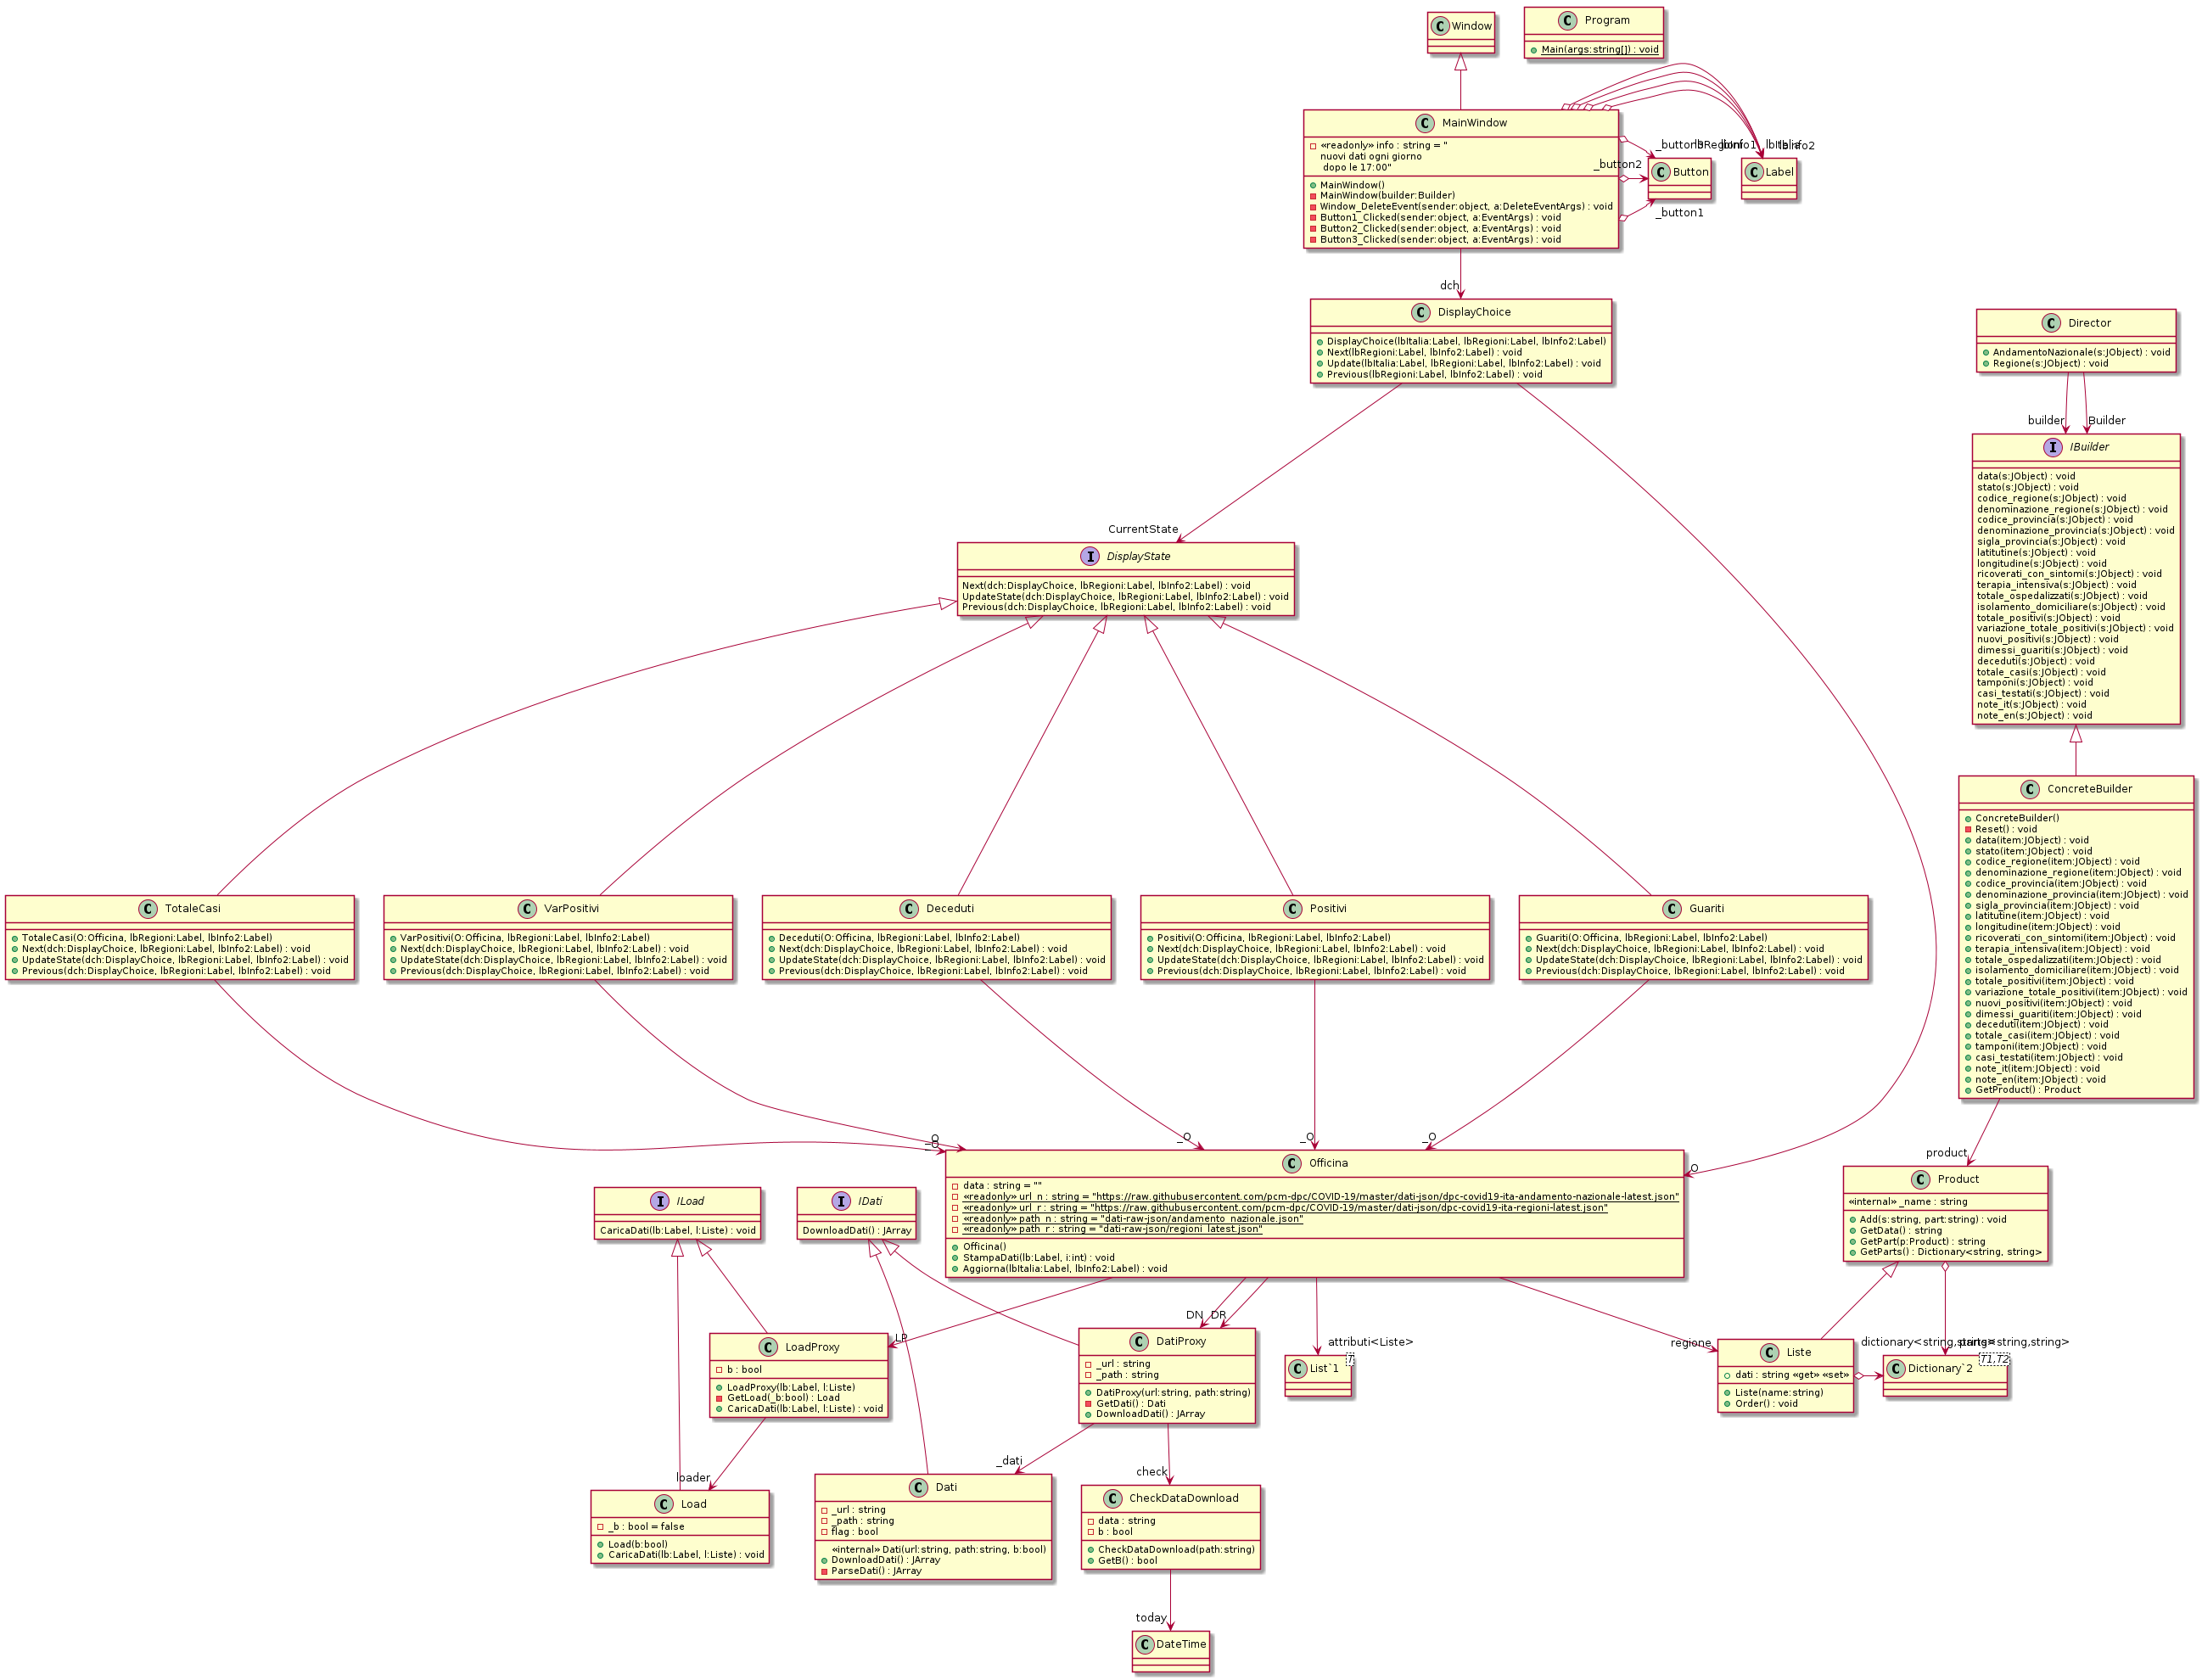 Window
Program
Main(args:string[]) : void
MainWindow
«readonly» info : string = "
nuovi dati ogni giorno
dopo le 17:00"
MainWindow()
MainWindow(builder:Builder)
Window_DeleteEvent(sender:object, a:DeleteEventArgs) : void
Button1_Clicked(sender:object, a:EventArgs) : void
Button2_Clicked(sender:object, a:EventArgs) : void
Button3_Clicked(sender:object, a:EventArgs) : void
lbInfo2
_button2
_button1
Button
Label
dch
DisplayChoice
DisplayChoice(lbItalia:Label, lbRegioni:Label, lbInfo2:Label)
Next(lbRegioni:Label, lbInfo2:Label) : void
Update(lbItalia:Label, lbRegioni:Label, lbInfo2:Label) : void
Previous(lbRegioni:Label, lbInfo2:Label) : void
Director
AndamentoNazionale(s:JObject) : void
Regione(s:JObject) : void
builder
Builder
IBuilder
data(s:JObject) : void
stato(s:JObject) : void
codice_regione(s:JObject) : void
denominazione_regione(s:JObject) : void
codice_provincia(s:JObject) : void
denominazione_provincia(s:JObject) : void
sigla_provincia(s:JObject) : void
latitutine(s:JObject) : void
longitudine(s:JObject) : void
ricoverati_con_sintomi(s:JObject) : void
terapia_intensiva(s:JObject) : void
totale_ospedalizzati(s:JObject) : void
isolamento_domiciliare(s:JObject) : void
totale_positivi(s:JObject) : void
variazione_totale_positivi(s:JObject) : void
nuovi_positivi(s:JObject) : void
dimessi_guariti(s:JObject) : void
deceduti(s:JObject) : void
totale_casi(s:JObject) : void
tamponi(s:JObject) : void
casi_testati(s:JObject) : void
note_it(s:JObject) : void
note_en(s:JObject) : void
CurrentState
DisplayState
Next(dch:DisplayChoice, lbRegioni:Label, lbInfo2:Label) : void
UpdateState(dch:DisplayChoice, lbRegioni:Label, lbInfo2:Label) : void
Previous(dch:DisplayChoice, lbRegioni:Label, lbInfo2:Label) : void
ConcreteBuilder
ConcreteBuilder()
Reset() : void
data(item:JObject) : void
stato(item:JObject) : void
codice_regione(item:JObject) : void
denominazione_regione(item:JObject) : void
codice_provincia(item:JObject) : void
denominazione_provincia(item:JObject) : void
sigla_provincia(item:JObject) : void
latitutine(item:JObject) : void
longitudine(item:JObject) : void
ricoverati_con_sintomi(item:JObject) : void
terapia_intensiva(item:JObject) : void
totale_ospedalizzati(item:JObject) : void
isolamento_domiciliare(item:JObject) : void
totale_positivi(item:JObject) : void
variazione_totale_positivi(item:JObject) : void
nuovi_positivi(item:JObject) : void
dimessi_guariti(item:JObject) : void
deceduti(item:JObject) : void
totale_casi(item:JObject) : void
tamponi(item:JObject) : void
casi_testati(item:JObject) : void
note_it(item:JObject) : void
note_en(item:JObject) : void
GetProduct() : Product
TotaleCasi
TotaleCasi(O:Officina, lbRegioni:Label, lbInfo2:Label)
Next(dch:DisplayChoice, lbRegioni:Label, lbInfo2:Label) : void
UpdateState(dch:DisplayChoice, lbRegioni:Label, lbInfo2:Label) : void
Previous(dch:DisplayChoice, lbRegioni:Label, lbInfo2:Label) : void
VarPositivi
VarPositivi(O:Officina, lbRegioni:Label, lbInfo2:Label)
Next(dch:DisplayChoice, lbRegioni:Label, lbInfo2:Label) : void
UpdateState(dch:DisplayChoice, lbRegioni:Label, lbInfo2:Label) : void
Previous(dch:DisplayChoice, lbRegioni:Label, lbInfo2:Label) : void
Deceduti
Deceduti(O:Officina, lbRegioni:Label, lbInfo2:Label)
Next(dch:DisplayChoice, lbRegioni:Label, lbInfo2:Label) : void
UpdateState(dch:DisplayChoice, lbRegioni:Label, lbInfo2:Label) : void
Previous(dch:DisplayChoice, lbRegioni:Label, lbInfo2:Label) : void
Positivi
Positivi(O:Officina, lbRegioni:Label, lbInfo2:Label)
Next(dch:DisplayChoice, lbRegioni:Label, lbInfo2:Label) : void
UpdateState(dch:DisplayChoice, lbRegioni:Label, lbInfo2:Label) : void
Previous(dch:DisplayChoice, lbRegioni:Label, lbInfo2:Label) : void
Guariti
Guariti(O:Officina, lbRegioni:Label, lbInfo2:Label)
Next(dch:DisplayChoice, lbRegioni:Label, lbInfo2:Label) : void
UpdateState(dch:DisplayChoice, lbRegioni:Label, lbInfo2:Label) : void
Previous(dch:DisplayChoice, lbRegioni:Label, lbInfo2:Label) : void
_O
_O
_O
_O
_O
O
product
Officina
data : string = ""
«readonly» url_n : string = "https://raw.githubusercontent.com/pcm-dpc/COVID-19/master/dati-json/dpc-covid19-ita-andamento-nazionale-latest.json"
«readonly» url_r : string = "https://raw.githubusercontent.com/pcm-dpc/COVID-19/master/dati-json/dpc-covid19-ita-regioni-latest.json"
«readonly» path_n : string = "dati-raw-json/andamento_nazionale.json"
«readonly» path_r : string = "dati-raw-json/regioni_latest.json"
Officina()
StampaDati(lb:Label, i:int) : void
Aggiorna(lbItalia:Label, lbInfo2:Label) : void
Product
«internal» _name : string
Add(s:string, part:string) : void
GetData() : string
GetPart(p:Product) : string
GetParts() : Dictionary<string, string>
ILoad
CaricaDati(lb:Label, l:Liste) : void
IDati
DownloadDati() : JArray
LP
DN
DR
attributi<Liste>
regione
LoadProxy
b : bool
LoadProxy(lb:Label, l:Liste)
GetLoad(_b:bool) : Load
CaricaDati(lb:Label, l:Liste) : void
DatiProxy
_url : string
_path : string
DatiProxy(url:string, path:string)
GetDati() : Dati
DownloadDati() : JArray
List`1
T
Liste
dati : string «get» «set»
Liste(name:string)
Order() : void
Dictionary`2
T1,T2
loader
_dati
check
Load
_b : bool = false
Load(b:bool)
CaricaDati(lb:Label, l:Liste) : void
Dati
_url : string
_path : string
flag : bool
«internal» Dati(url:string, path:string, b:bool)
DownloadDati() : JArray
ParseDati() : JArray
CheckDataDownload
data : string
b : bool
CheckDataDownload(path:string)
GetB() : bool
today
DateTime